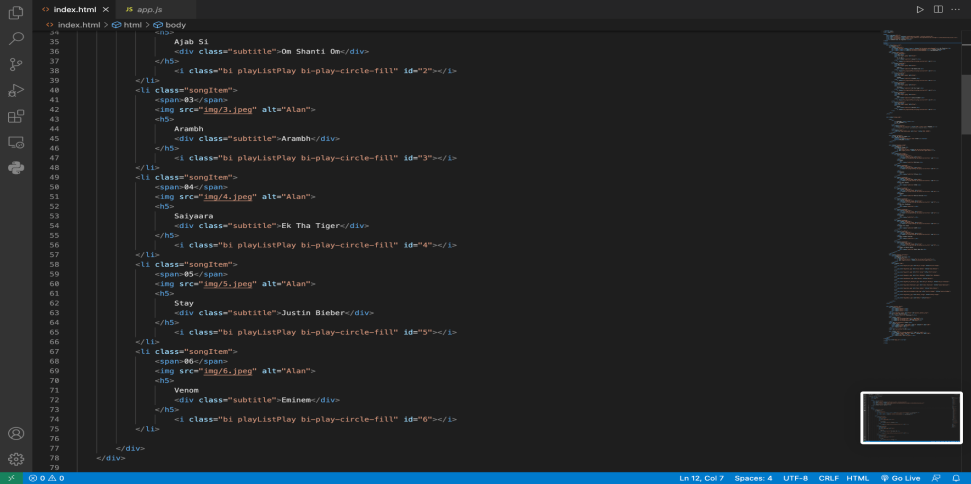 index.html
JS app.js
index.html > html > body
34 <h5>
35 Ajab Si
36 <div class="subtitle">Om Shanti Om</div>
37 </h5>
38 <i class="bi playListPlay bi-play-circle-fill" id="2"></i>
39 </li>
40 <li class="songItem">
41 <span>03</span>
42 <img src="img/3.jpeg" alt="Alan">
43 <h5>
44 Arambh
45 <div class="subtitle">Arambh</div>
46 </h5>
47 <i class="bi playListPlay bi-play-circle-fill" id="3"></i>
48 </li>
49 <li class="songItem">
50 <span>04</span>
51 <img src="img/4.jpeg" alt="Alan">
52 <h5>
53 Saiyaara
54 <div class="subtitle">Ek Tha Tiger</div>
55 </h5>
56 <i class="bi playListPlay bi-play-circle-fill" id="4"></i>
57 </li>
58 <li class="songItem">
59 <span>05</span>
60 <img src="img/5.jpeg" alt="Alan">
61 <h5>
62 Stay
63 <div class="subtitle">Justin Bieber</div>
64 </h5>
65 <i class="bi playListPlay bi-play-circle-fill" id="5"></i>
66 </li>
67 <li class="songItem">
68 <span>06</span>
69 <img src="img/6.jpeg" alt="Alan">
70 <h5>
71 Venom
72 <div class="subtitle">Eminem</div>
73 </h5>
74 <i class="bi playListPlay bi-play-circle-fill" id="6"></i>
75 </li>
76
77 </div>
78 </div>
79
0 0 Ln 12, Col 7 Spaces: 4 UTF-8 CRLF HTML Go Live